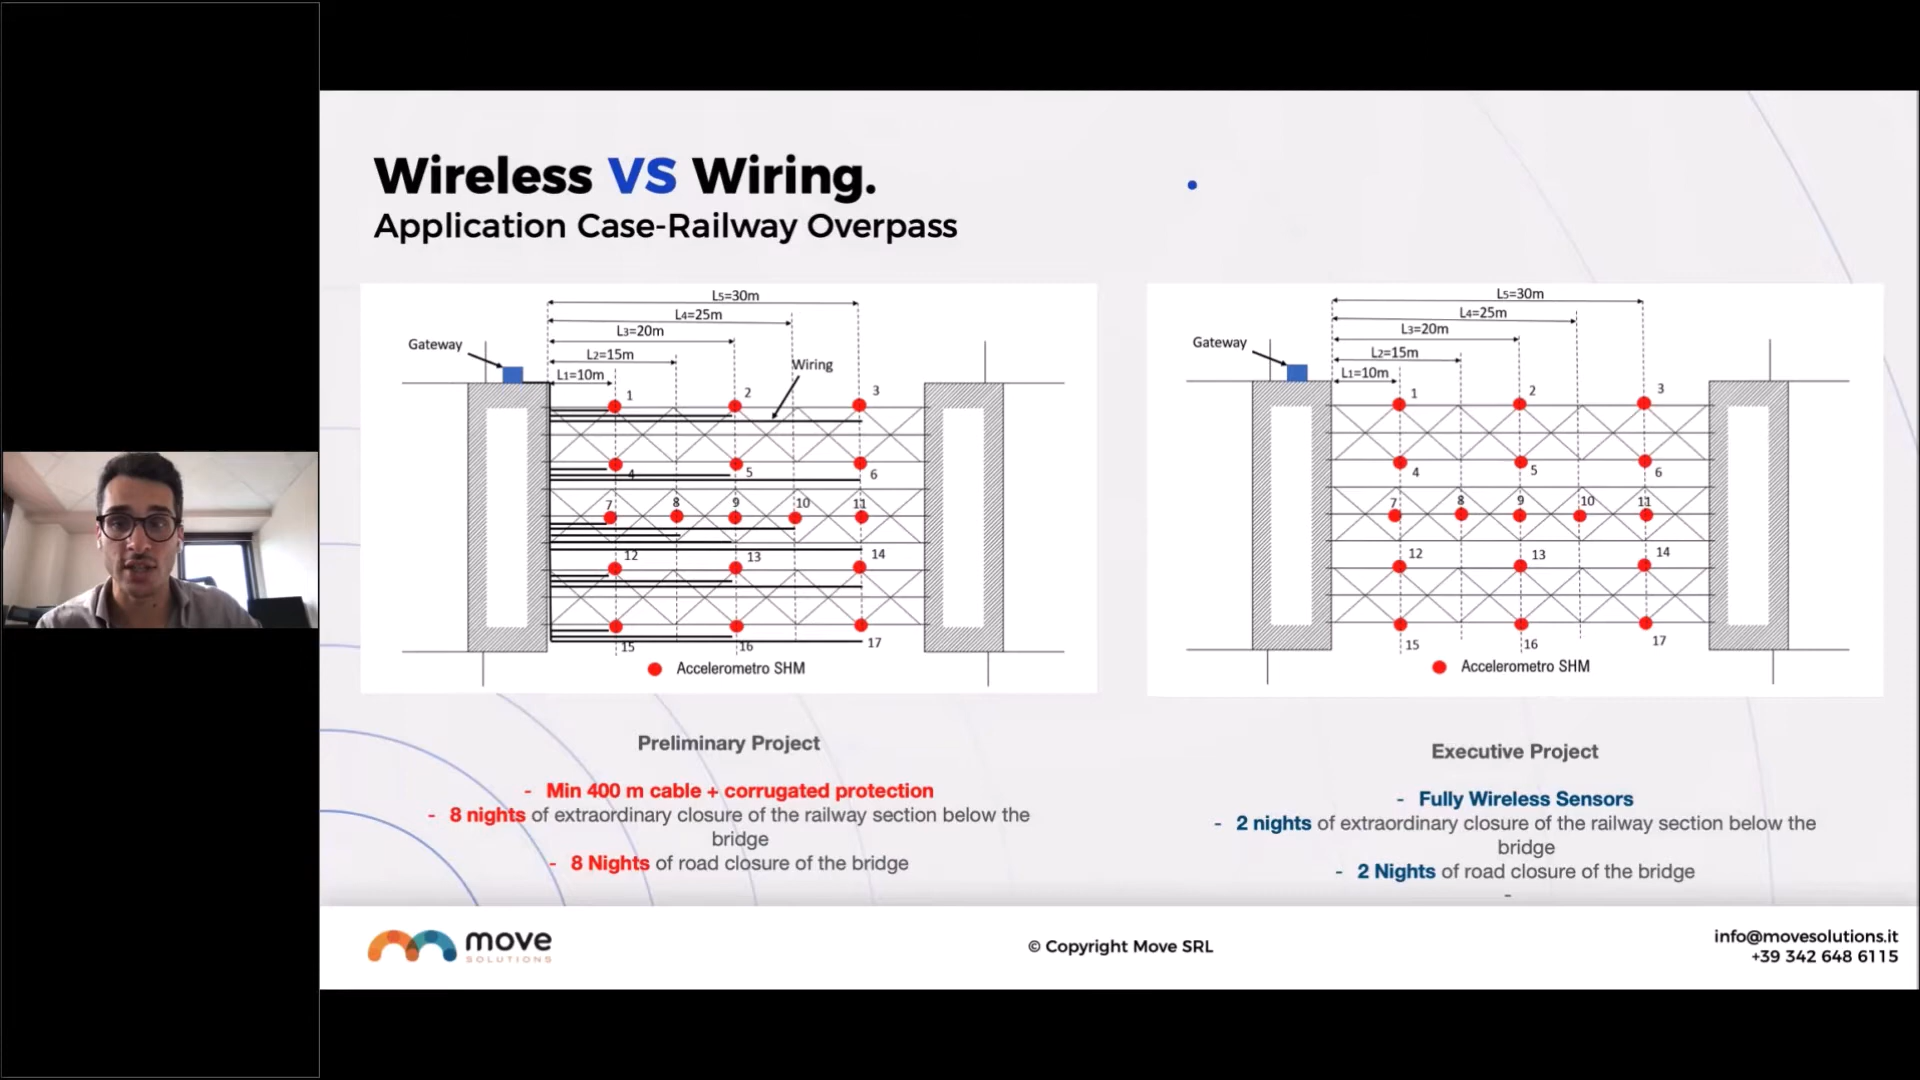 Wireless VS Wiring.
Application Case-Railway Overpass
L5=30m
L4=25m
L3=20m
Gateway
L2=15m
Wiring
L1=10m
1
2
3
4
5
6
7
8
9
10
11
12
13
14
15
16
17
Accelerometro SHM
L5=30m
L4=25m
L3=20m
Gateway
L2=15m
L1=10m
1
2
3
4
5
6
7
8
9
10
11
12
13
14
15
16
17
Accelerometro SHM
Preliminary Project
- Min 400 m cable + corrugated protection
- 8 nights of extraordinary closure of the railway section below the
bridge
- 8 Nights of road closure of the bridge
Executive Project
- Fully Wireless Sensors
- 2 nights of extraordinary closure of the railway section below the
bridge
- 2 Nights of road closure of the bridge
-
move
SOLUTIONS
© Copyright Move SRL
info@movesolutions.it
+39 342 648 6115